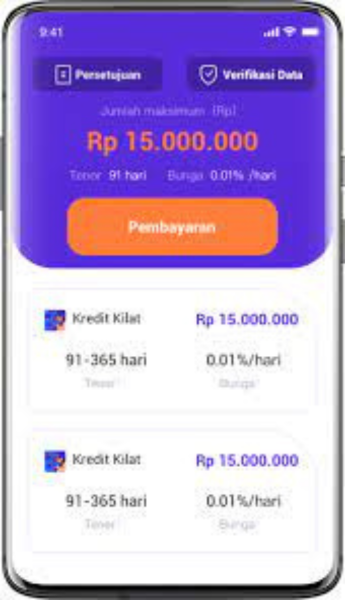 9:41
Persetujuan
Verifikasi Data
Jumlah maksimum (Rp)
Rp 15.000.000
Tenor 91 hari Bunga 0.01% /hari
Pembayaran
Kredit Kilat Rp 15.000.000
91-365 hari 0.01%/hari
Tenor Bunga
Kredit Kilat Rp 15.000.000
91-365 hari 0.01%/hari
Tenor Bunga